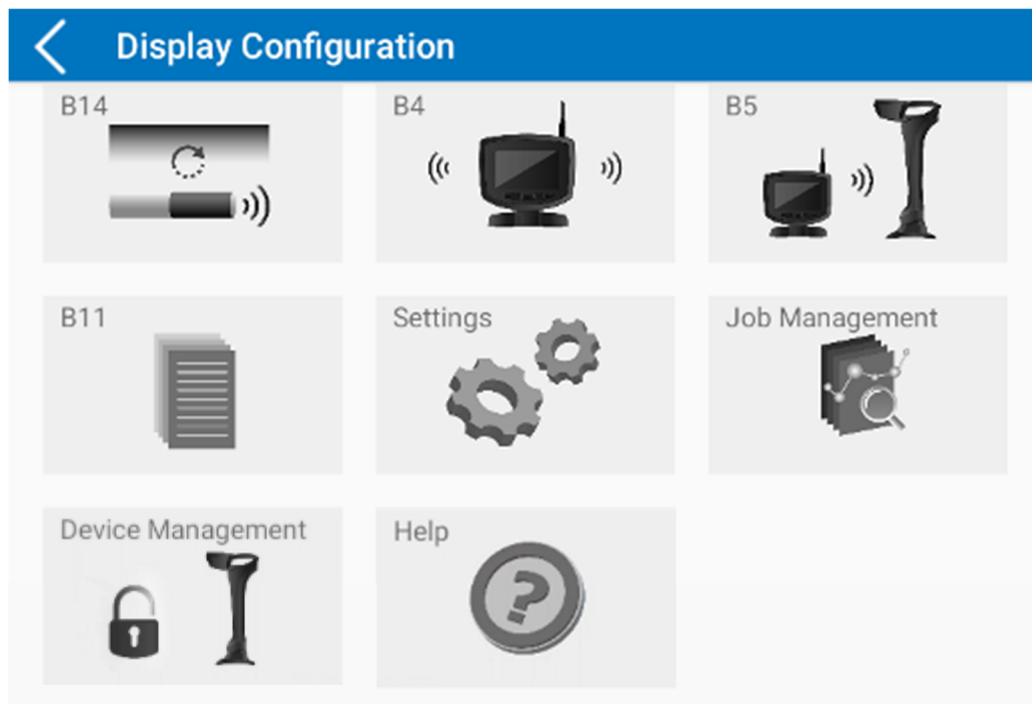 Display Configuration
B14
B4
B5
B11
Settings
Job Management
Device Management
Help
?